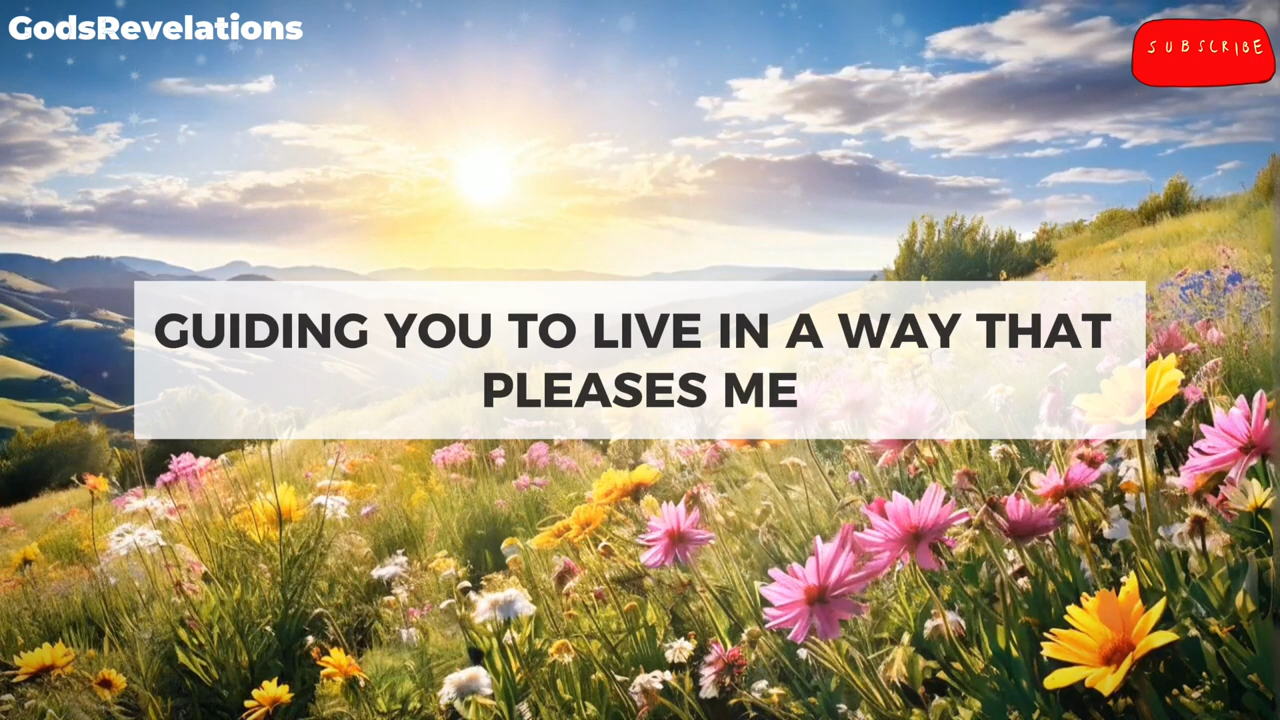 GodsRevelations
SUBSCRIBE
GUIDING YOU TO LIVE IN A WAY THAT
PLEASES ME